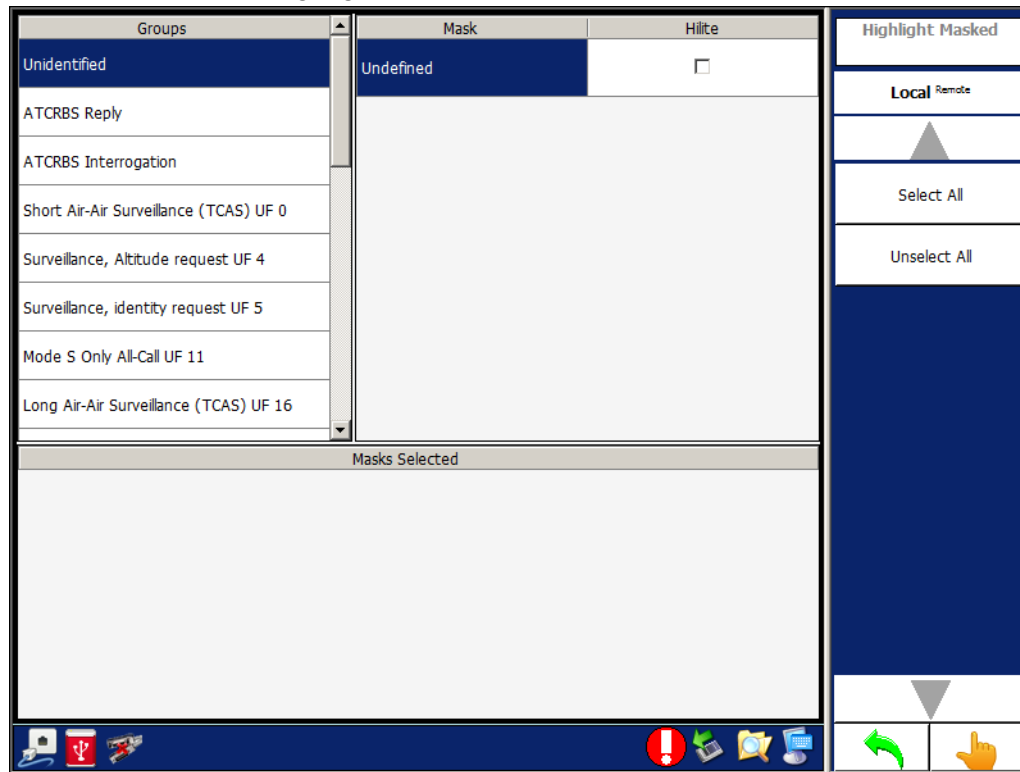 Groups
Unidentified
ATCRBS Reply
ATCRBS Interrogation
Short Air-Air Surveillance (TCAS) UF 0
Surveillance, Altitude request UF 4
Surveillance, identity request UF 5
Mode S Only All-Call UF 11
Long Air-Air Surveillance (TCAS) UF 16
Mask Hilite
Undefined
Masks Selected
Highlight Masked
Local Remote
Select All
Unselect All